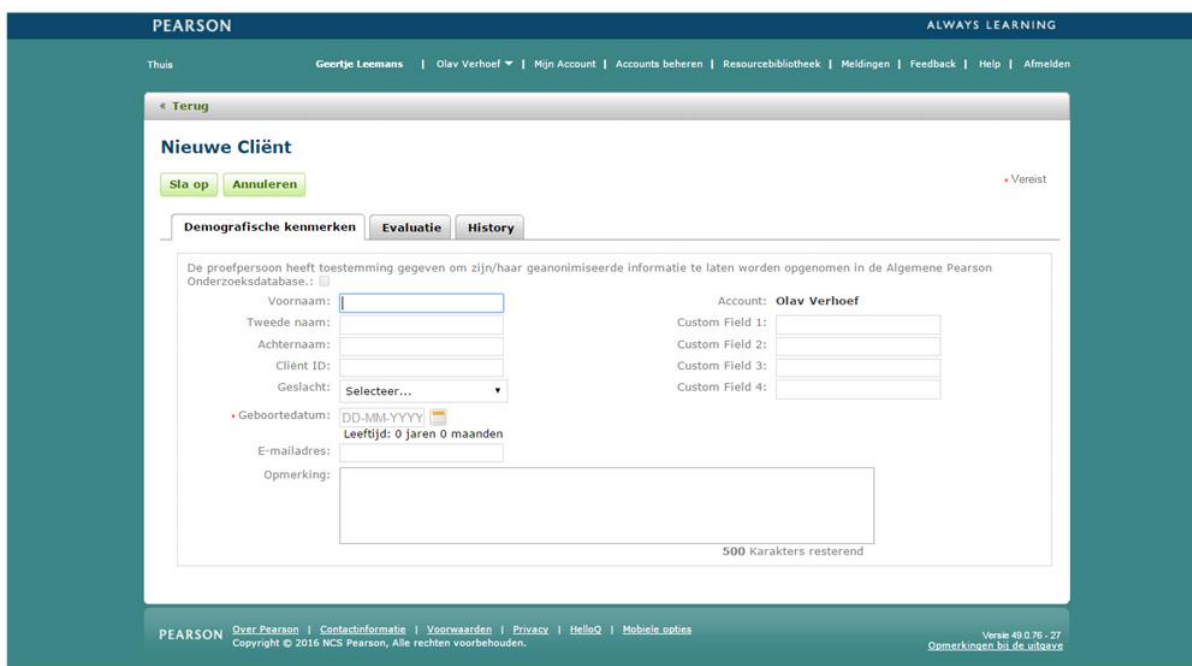 PEARSON ALWAYS LEARNING
Thuis Geertje Leemans | Olav Verhoef | Mijn Account | Accounts beheren | Resourcebibliotheek | Meldingen | Feedback | Help | Afmelden
« Terug
Nieuwe Cliënt
Sla op Annuleren
• Vereist
Demografische kenmerken Evaluatie History
De proefpersoon heeft toestemming gegeven om zijn/haar geanonimiseerde informatie te laten worden opgenomen in de Algemene Pearson
Onderzoeksdatabase.:
Voornaam: Account: Olav Verhoef
Tweede naam: Custom Field 1:
Achternaam: Custom Field 2:
Cliënt ID: Custom Field 3:
Geslacht: Selecteer... Custom Field 4:
• Geboortedatum: DD-MM-YYYY
Leeftijd: 0 jaren 0 maanden
E-mailadres:
Opmerking:
500 Karakters resterend
PEARSON Over Pearson | Contactinformatie | Voorwaarden | Privacy | HelloQ | Mobiele opties
Copyright © 2016 NCS Pearson, Alle rechten voorbehouden.
Versie 49.0.76 - 27
Opmerkingen bij de uitgave